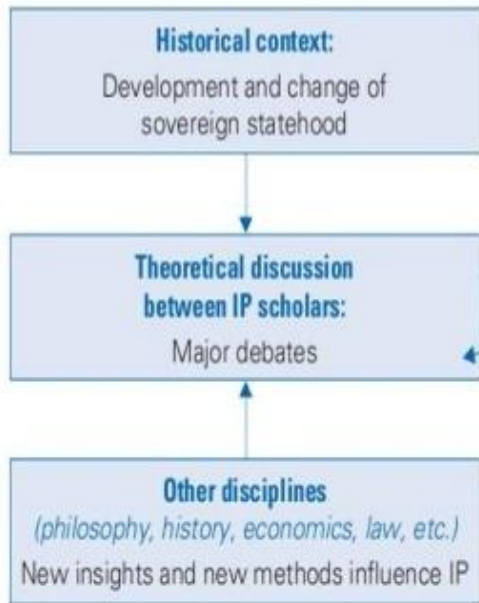 Historical context:
Development and change of
sovereign statehood
Theoretical discussion
between IP scholars:
Major debates
Other disciplines
(philosophy, history, economics, law, etc.)
New insights and new methods influence IP